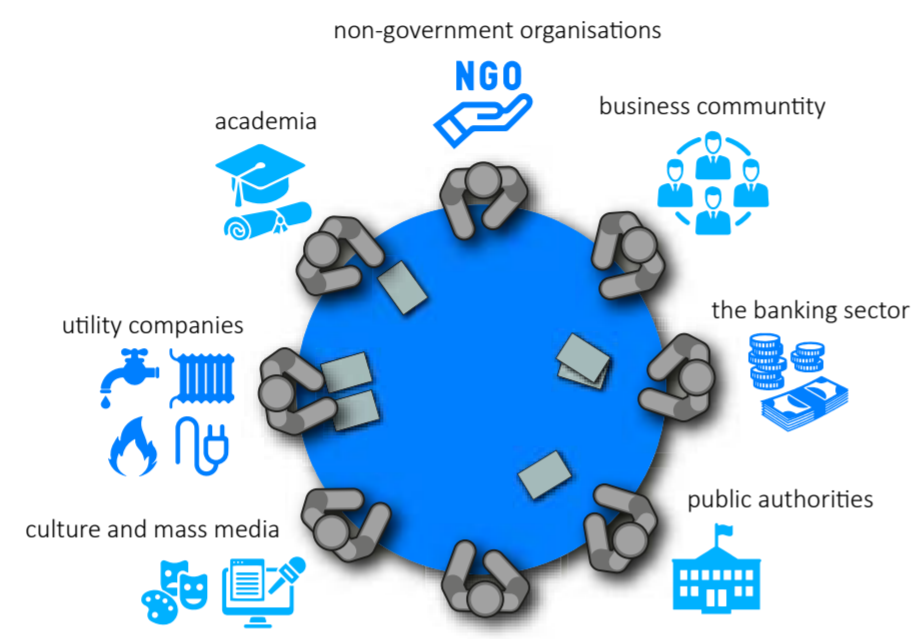 non-government organisations
NGO
business communtity
academia
the banking sector
utility companies
public authorities
culture and mass media